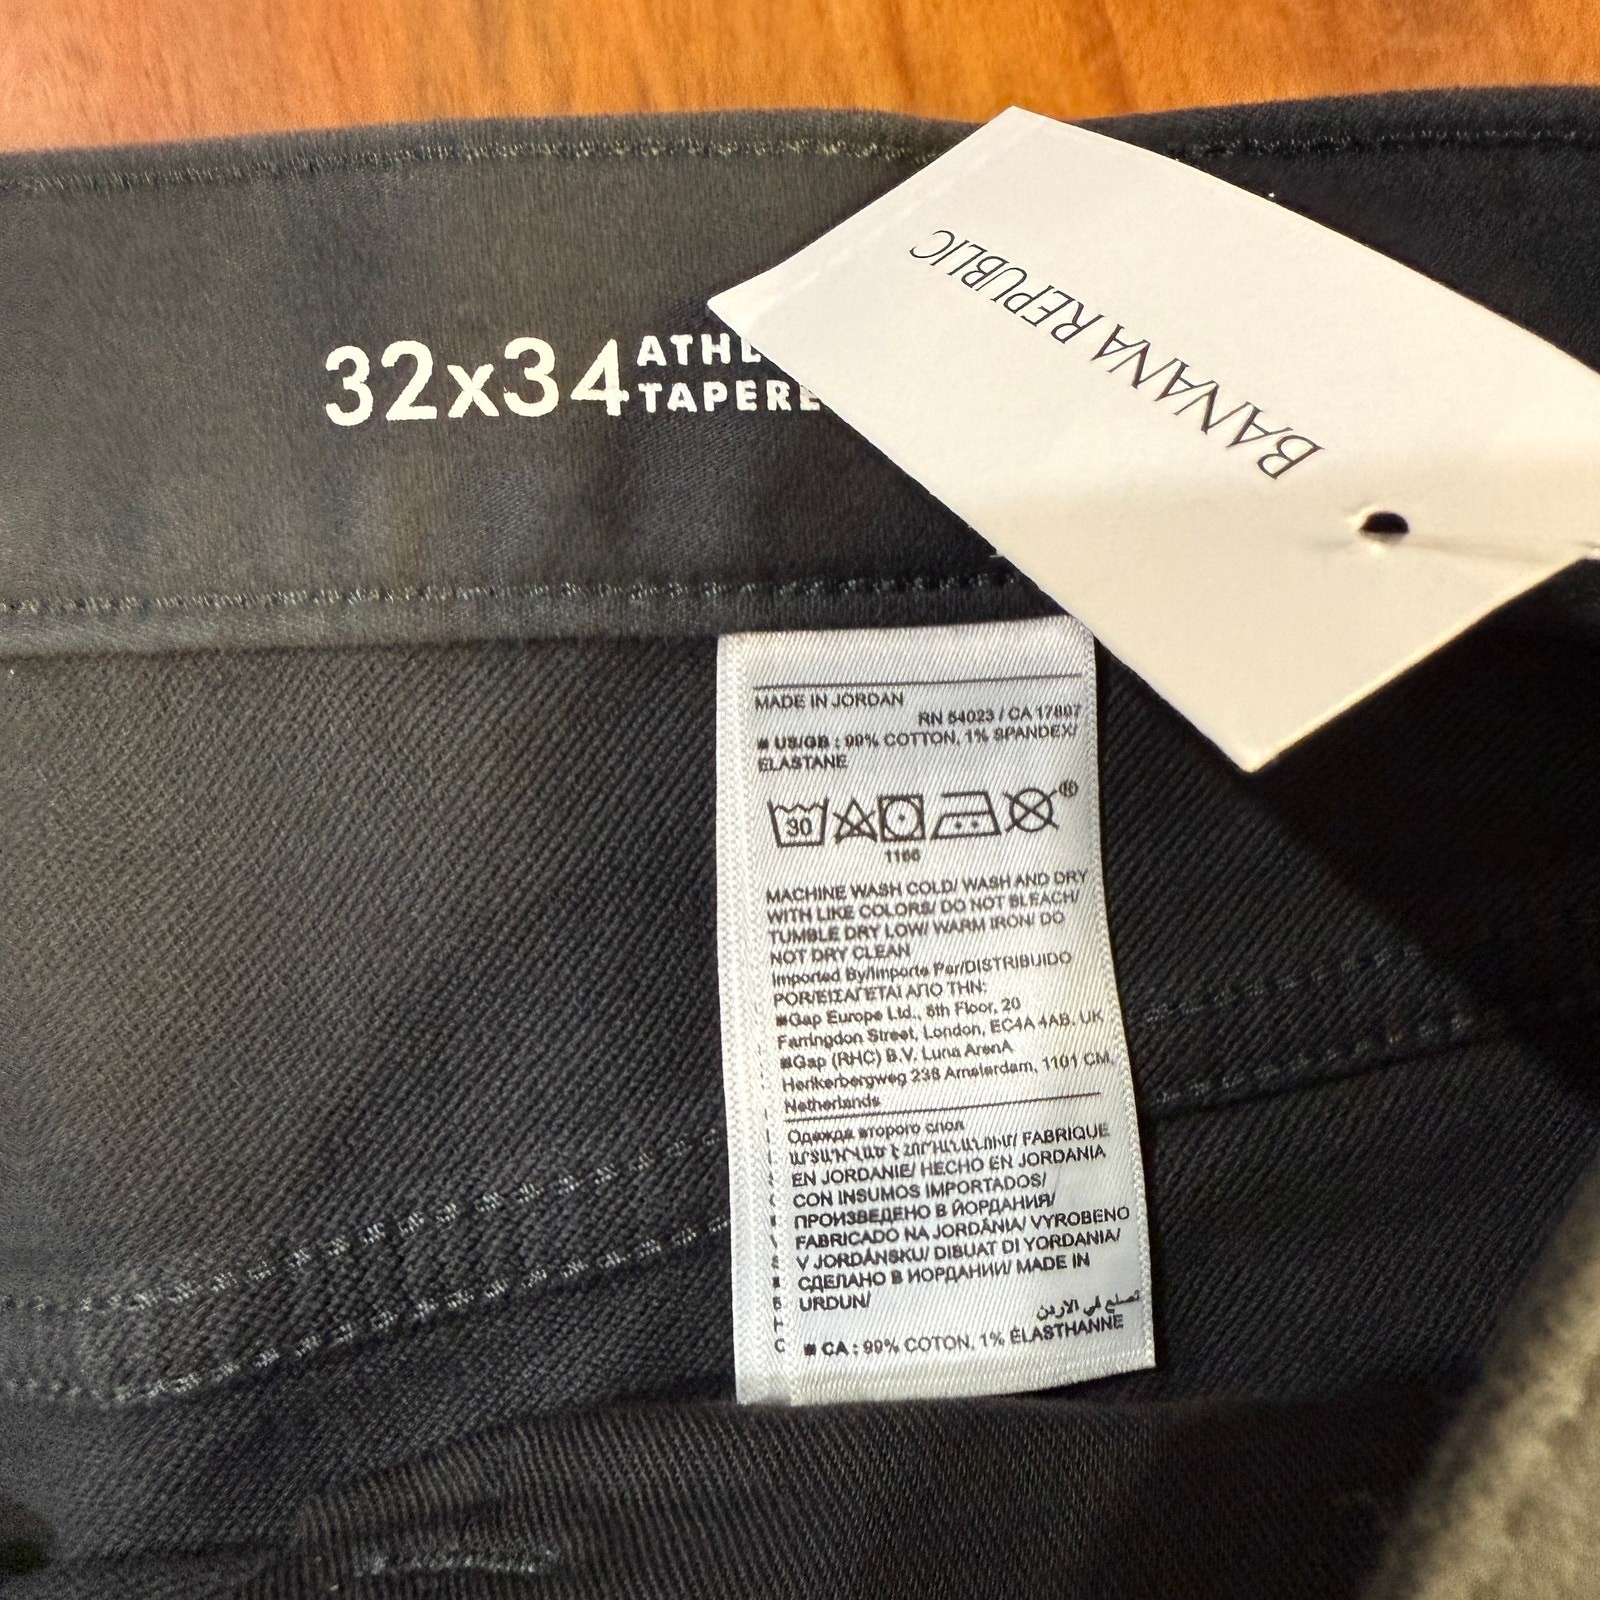 32x34
ATHL
TAPERE
BANANA REPUBLIC
MADE IN JORDAN
RN 54023 / CA 17897
US/GB : 99% COTTON, 1% SPANDEX/
ELASTANE
30
1166
MACHINE WASH COLD/ WASH AND DRY
WITH LIKE COLORS/ DO NOT BLEACH/
TUMBLE DRY LOW/ WARM IRON/ DO
NOT DRY CLEAN
Imported By/Importe Par/DISTRIBUIDO
POR/ΕΙΣΑΓΕΤΑΙ ΑΠΟ ΤΗΝ:
Gap Europe Ltd., 5th Floor, 20
Farringdon Street, London, EC4A 4AB, UK
Gap (RHC) B.V. Luna ArenA
Herikerbergweg 238 Amsterdam, 1101 CM,
Netherlands
Одежда второго слоя
FABRIQUE
EN JORDANIE/ HECHO EN JORDANIA
CON INSUMOS IMPORTADOS/
ПРОИЗВЕДЕНО В ЙОРДАНИЯ/
FABRICADO NA JORDÂNIA/ VYROBENO
V JORDÁNSKU/ DIBUAT DI YORDANIA/
СДЕЛАНО В ИОРДАНИИ/ MADE IN
URDUN/
تصنع في الاردن
CA : 99% COTON, 1% ÉLASTHANNE